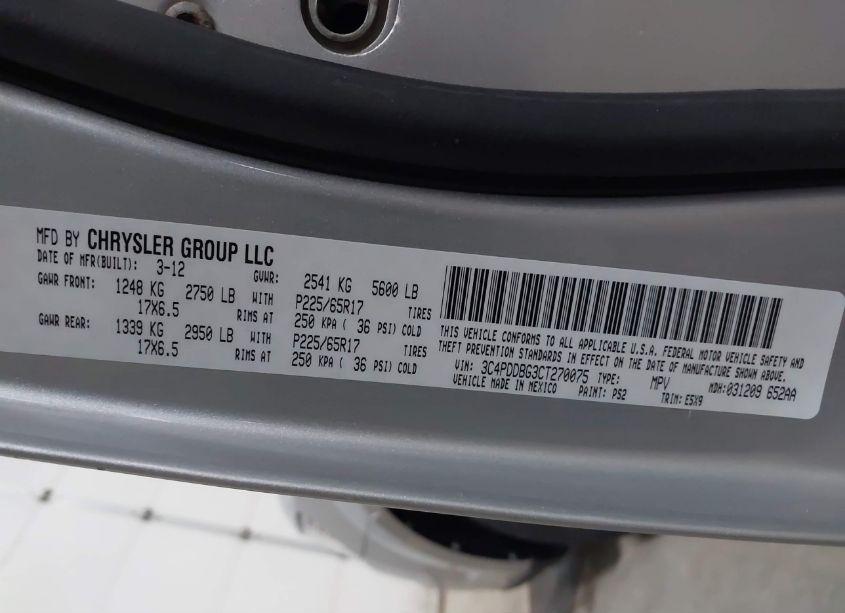 MFD BY CHRYSLER GROUP LLC
DATE OF MFR(BUILT): 3-12 GVWR: 2541 KG 5600 LB
GAWR FRONT: 1248 KG 2750 LB WITH P225/65R17 TIRES
17X6.5 RIMS AT 250 KPA ( 36 PSI) COLD
GAWR REAR: 1339 KG 2950 LB WITH P225/65R17 TIRES
17X6.5 RIMS AT 250 KPA ( 36 PSI) COLD
THIS VEHICLE CONFORMS TO ALL APPLICABLE U.S.A. FEDERAL MOTOR VEHICLE SAFETY AND
THEFT PREVENTION STANDARDS IN EFFECT ON THE DATE OF MANUFACTURE SHOWN ABOVE.
VIN: 3C4PDDBG3CT270075 TYPE: MPV MDH:031209 652AA
VEHICLE MADE IN MEXICO PAINT: PS2 TRIM: E5X9